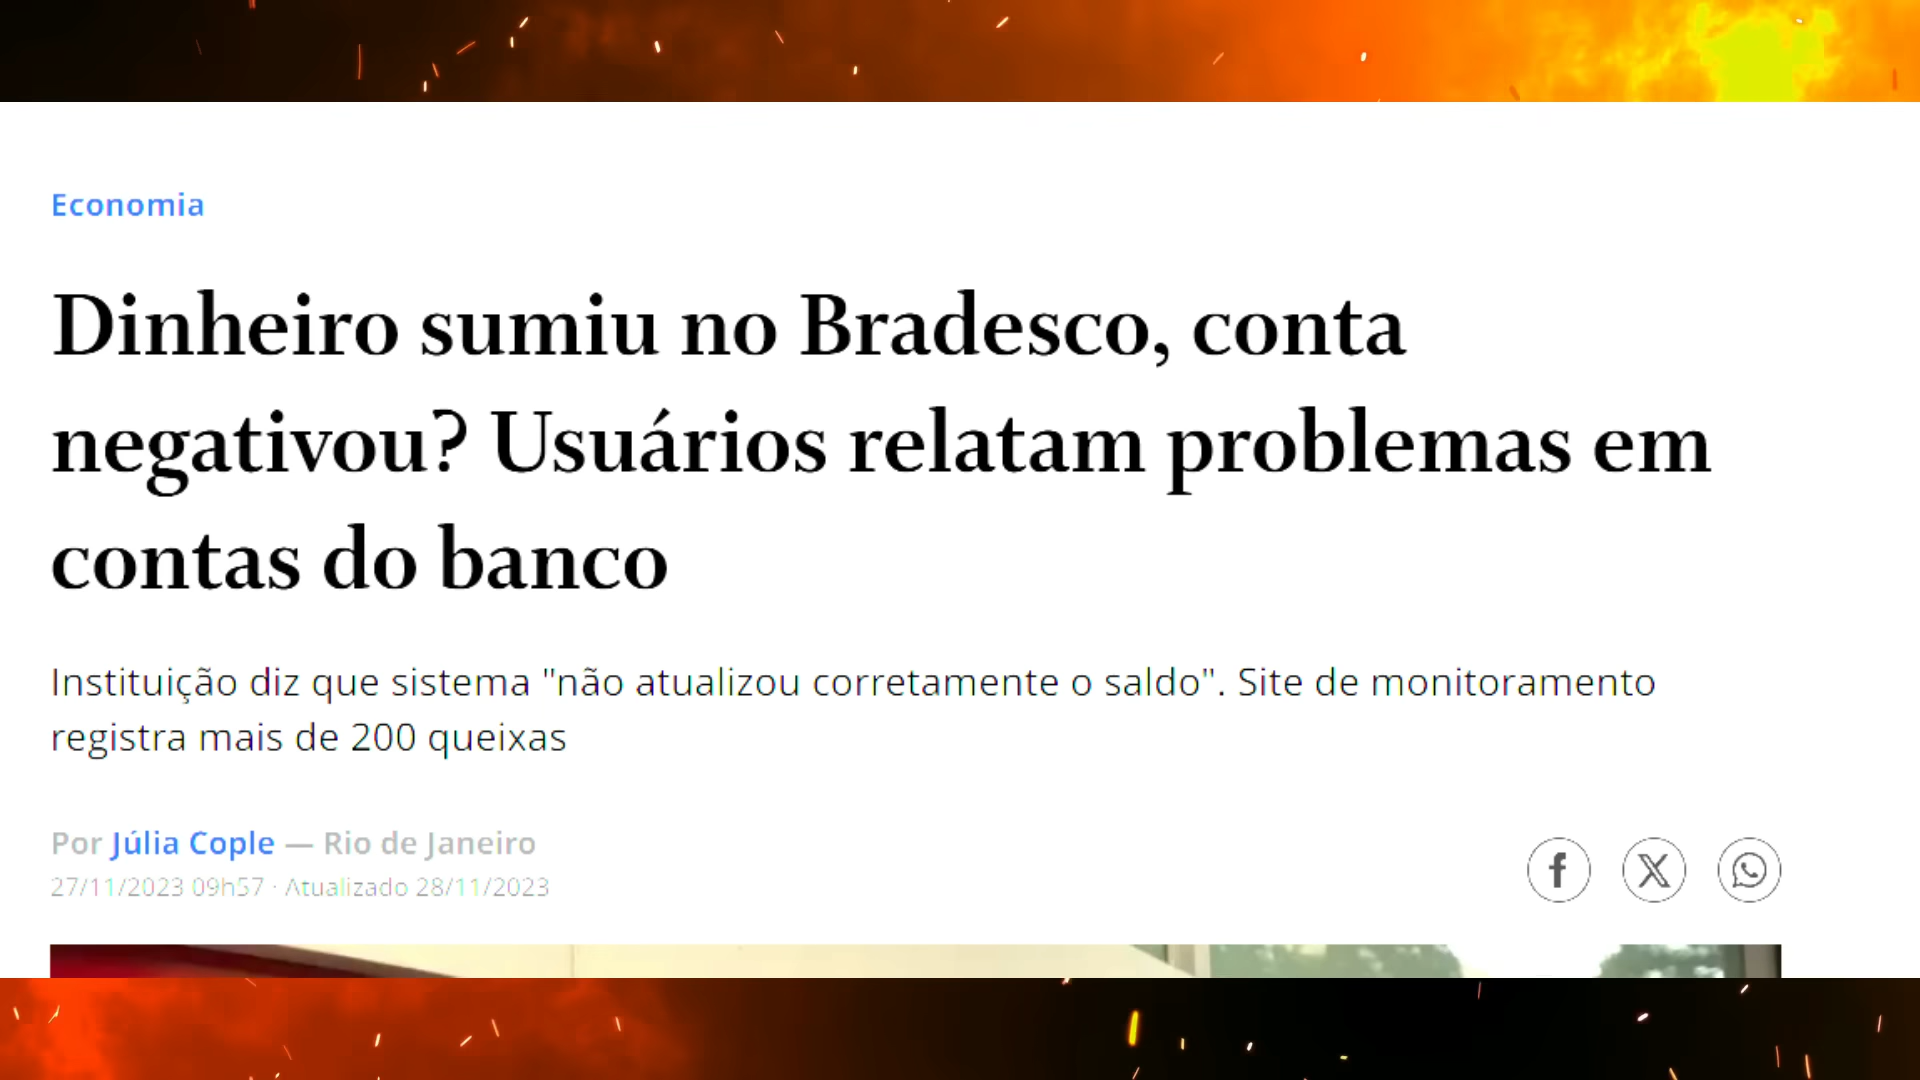 Economia
Dinheiro sumiu no Bradesco, conta
negativou? Usuários relatam problemas em
contas do banco
Instituição diz que sistema "não atualizou corretamente o saldo". Site de monitoramento
registra mais de 200 queixas
Por Júlia Cople — Rio de Janeiro
27/11/2023 09h57 · Atualizado 28/11/2023